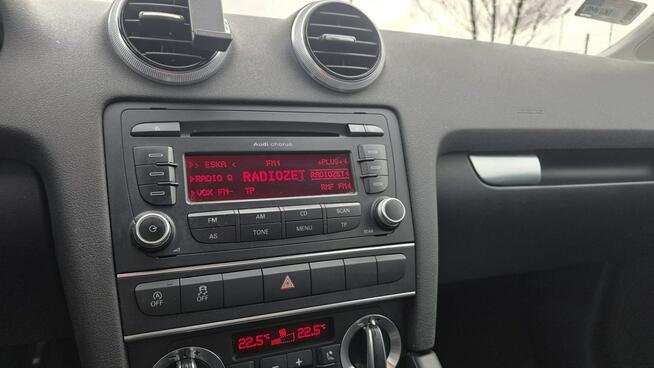 Audi chorus
> ESKA < FM1 +PLUS+
RADIO RADIOZET RADIOZET
VOX FM- TP RMF FM
FM AM CD SCAN
AS TONE MENU TP
OFF OFF
22.5°C 22.5°C